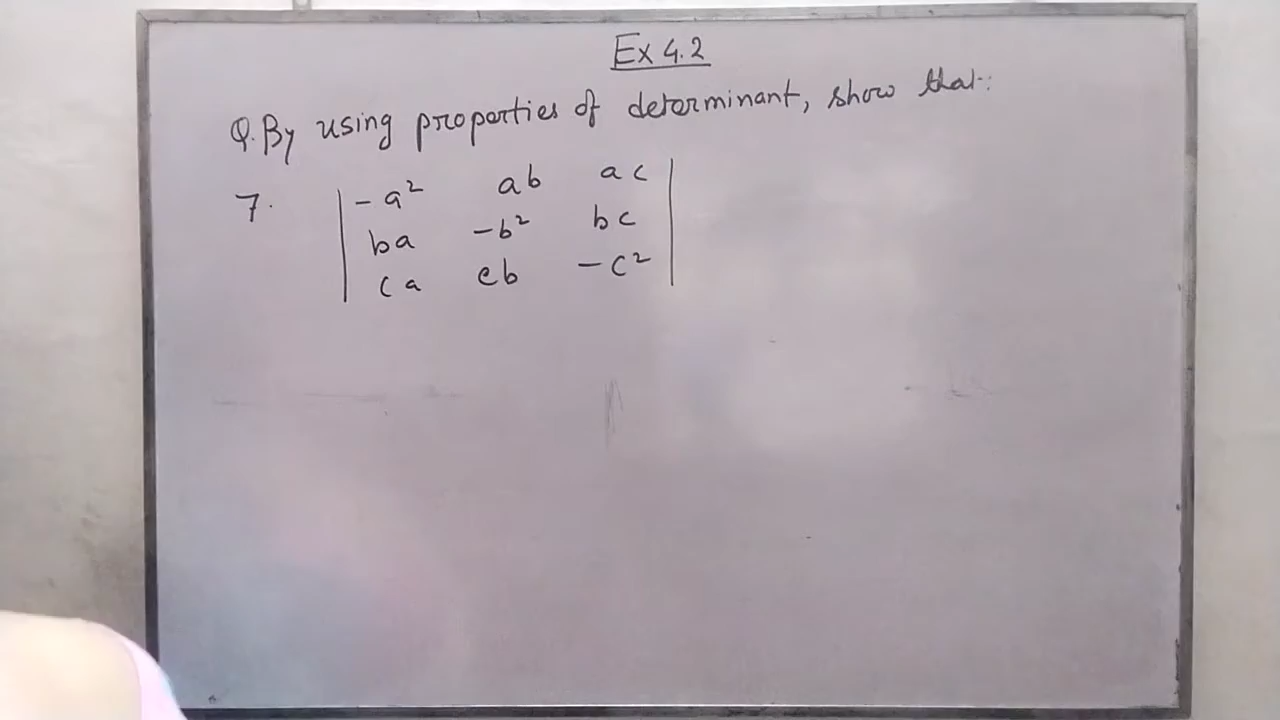 Ex 4.2
Q. By using properties of determinant, show that:
7. | -a² ab ac |
| ba -b² bc |
| ca cb -c² |